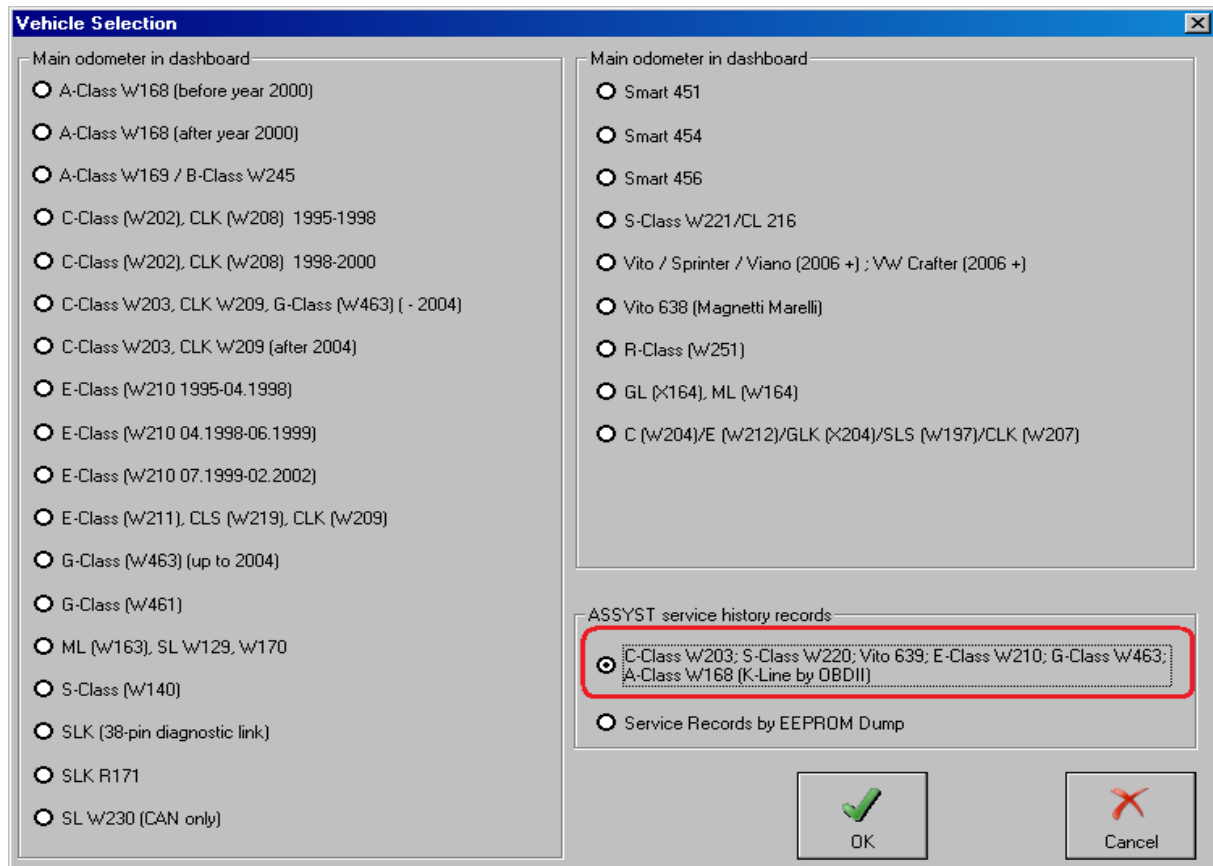 Vehicle Selection
Main odometer in dashboard
A-Class W168 (before year 2000)
A-Class W168 (after year 2000)
A-Class W169 / B-Class W245
C-Class (W202), CLK (W208) 1995-1998
C-Class (W202), CLK (W208) 1998-2000
C-Class W203, CLK W209, G-Class (W463) ( - 2004)
C-Class W203, CLK W209 (after 2004)
E-Class (W210 1995-04.1998)
E-Class (W210 04.1998-06.1999)
E-Class (W210 07.1999-02.2002)
E-Class (W211), CLS (W219), CLK (W209)
G-Class (W463) (up to 2004)
G-Class (W461)
ML (W163), SL W129, W170
S-Class (W140)
SLK (38-pin diagnostic link)
SLK R171
SL W230 (CAN only)
Main odometer in dashboard
Smart 451
Smart 454
Smart 456
S-Class W221/CL 216
Vito / Sprinter / Viano (2006 +) ; VW Crafter (2006 +)
Vito 638 (Magnetti Marelli)
R-Class (W251)
GL (X164), ML (W164)
C (W204)/E (W212)/GLK (X204)/SLS (W197)/CLK (W207)
ASSYST service history records
C-Class W203; S-Class W220; Vito 639; E-Class W210; G-Class W463;
A-Class W168 (K-Line by OBDII)
Service Records by EEPROM Dump
OK
Cancel